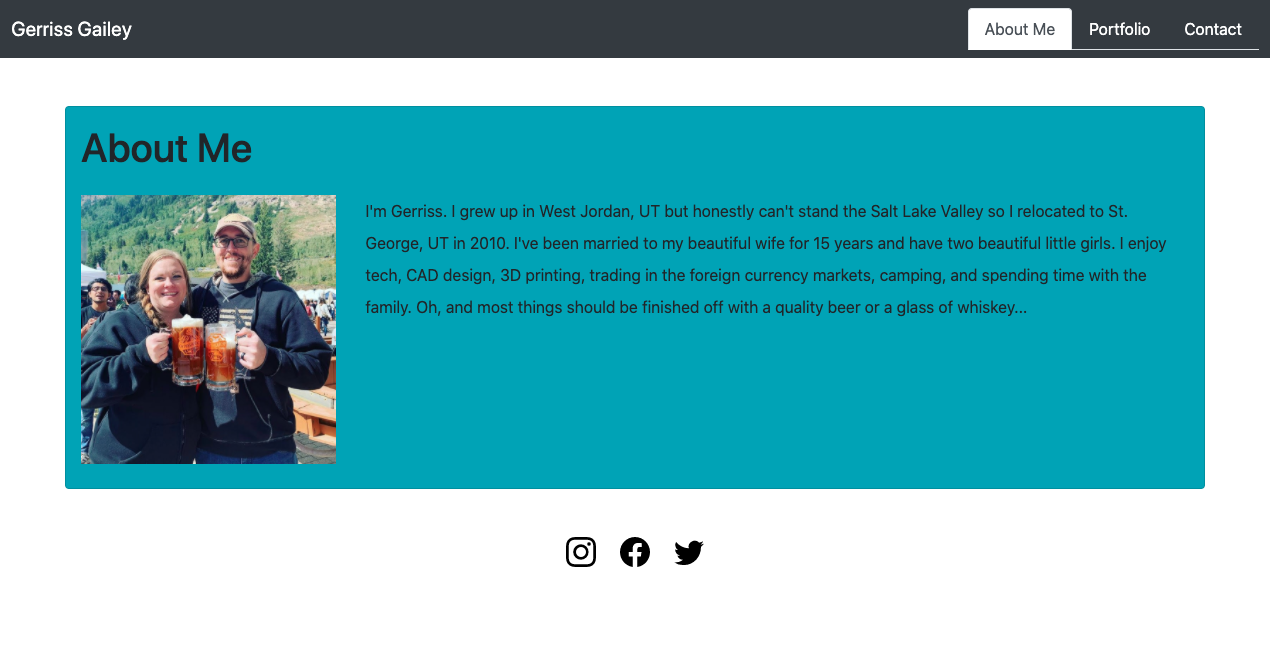 Gerriss Gailey
About Me Portfolio Contact
About Me
I'm Gerriss. I grew up in West Jordan, UT but honestly can't stand the Salt Lake Valley so I relocated to St.
George, UT in 2010. I've been married to my beautiful wife for 15 years and have two beautiful little girls. I enjoy
tech, CAD design, 3D printing, trading in the foreign currency markets, camping, and spending time with the
family. Oh, and most things should be finished off with a quality beer or a glass of whiskey...